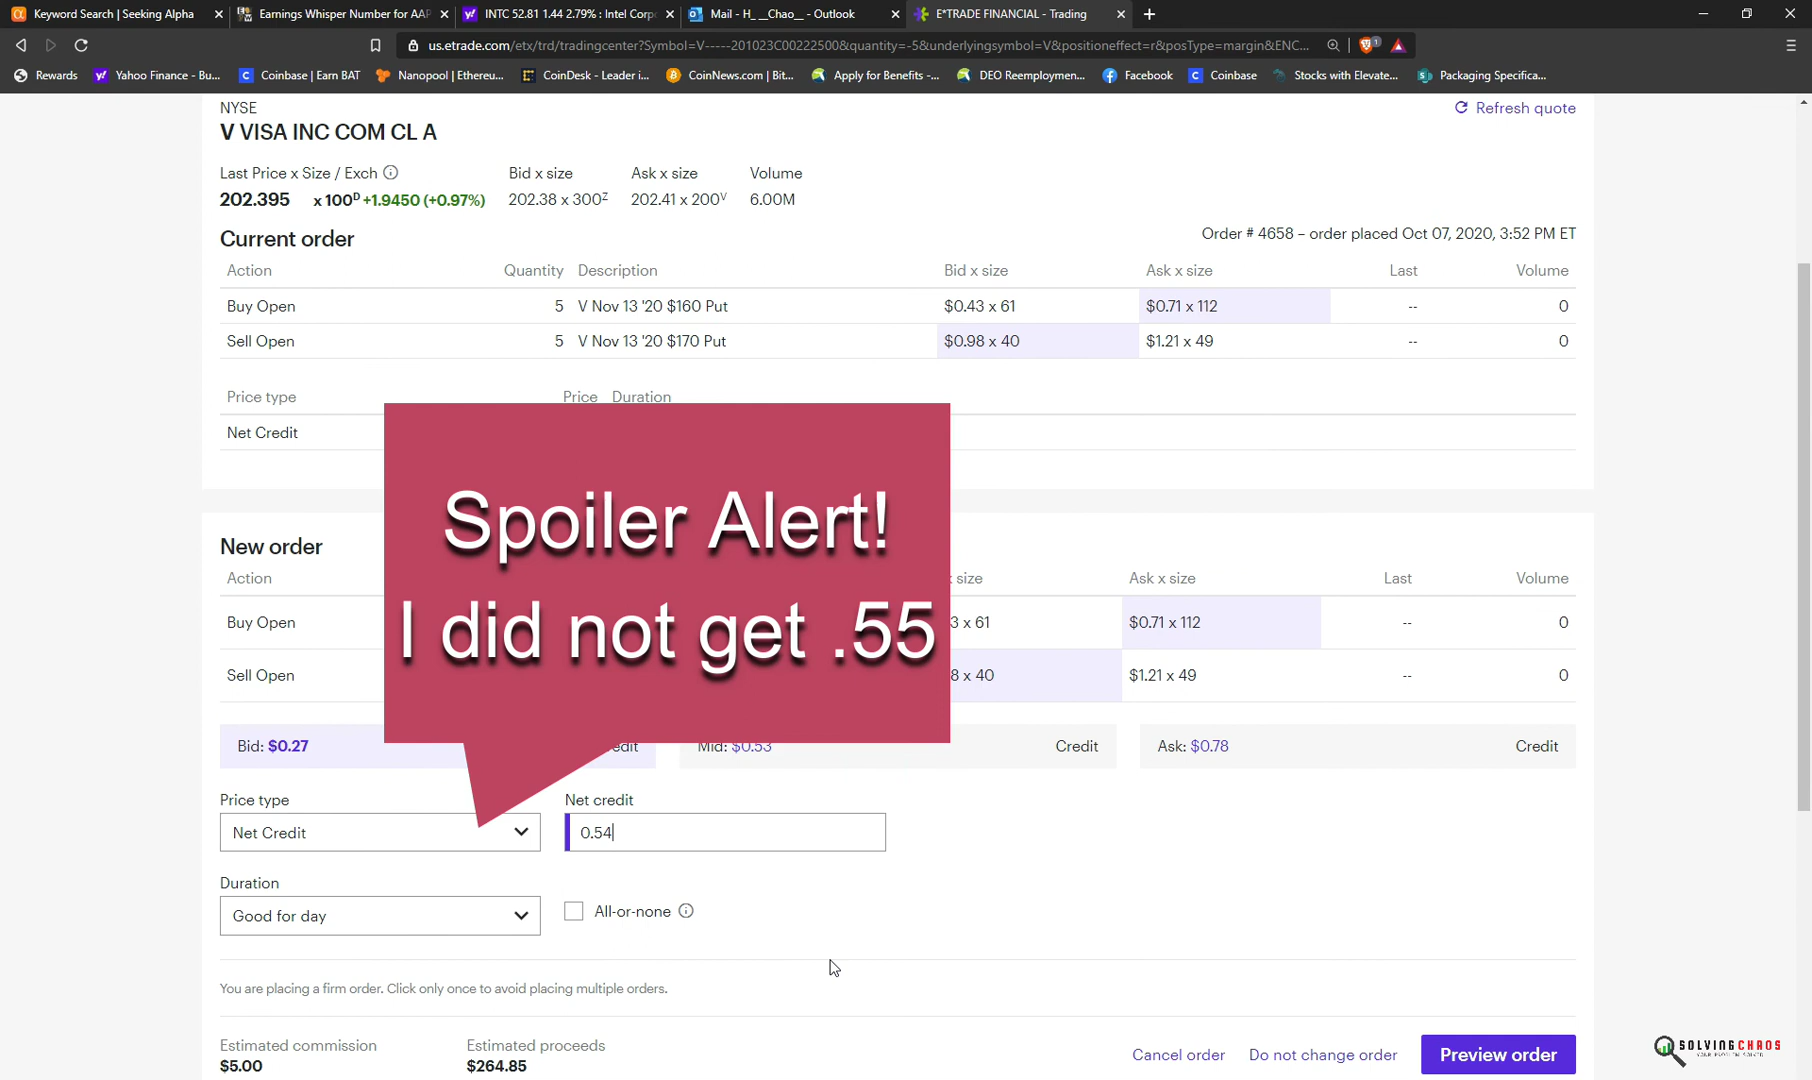 Keyword Search | Seeking Alpha
Earnings Whisper Number for AAP
INTC 52.81 1.44 2.79% : Intel Corp
Mail - H_ __Chao__ - Outlook
E*TRADE FINANCIAL - Trading
us.etrade.com/etx/trd/tradingcenter?Symbol=V-----201023C00222500&quantity=-5&underlyingsymbol=V&positioneffect=r&posType=margin&ENC...
Rewards
Yahoo Finance - Bu...
Coinbase | Earn BAT
Nanopool | Ethereu...
CoinDesk - Leader i...
CoinNews.com | Bit...
Apply for Benefits -...
DEO Reemploymen...
Facebook
Coinbase
Stocks with Elevate...
Packaging Specifica...
NYSE
Refresh quote
V VISA INC COM CL A
Last Price x Size / Exch Bid x size Ask x size Volume
202.395 x 100D +1.9450 (+0.97%) 202.38 x 300Z 202.41 x 200V 6.00M
Current order
Order # 4658 – order placed Oct 07, 2020, 3:52 PM ET
Action Quantity Description Bid x size Ask x size Last Volume
Buy Open 5 V Nov 13 '20 $160 Put $0.43 x 61 $0.71 x 112 -- 0
Sell Open 5 V Nov 13 '20 $170 Put $0.98 x 40 $1.21 x 49 -- 0
Price type Price Duration
Net Credit
Spoiler Alert!
I did not get .55
New order
Action size Ask x size Last Volume
Buy Open 3 x 61 $0.71 x 112 -- 0
Sell Open 8 x 40 $1.21 x 49 -- 0
Bid: $0.27 edit Mid: $0.53 Credit Ask: $0.78 Credit
Price type Net credit
Net Credit 0.54
Duration
Good for day All-or-none
You are placing a firm order. Click only once to avoid placing multiple orders.
Estimated commission Estimated proceeds
$5.00 $264.85
Cancel order Do not change order Preview order
SOLVINGCHAOS